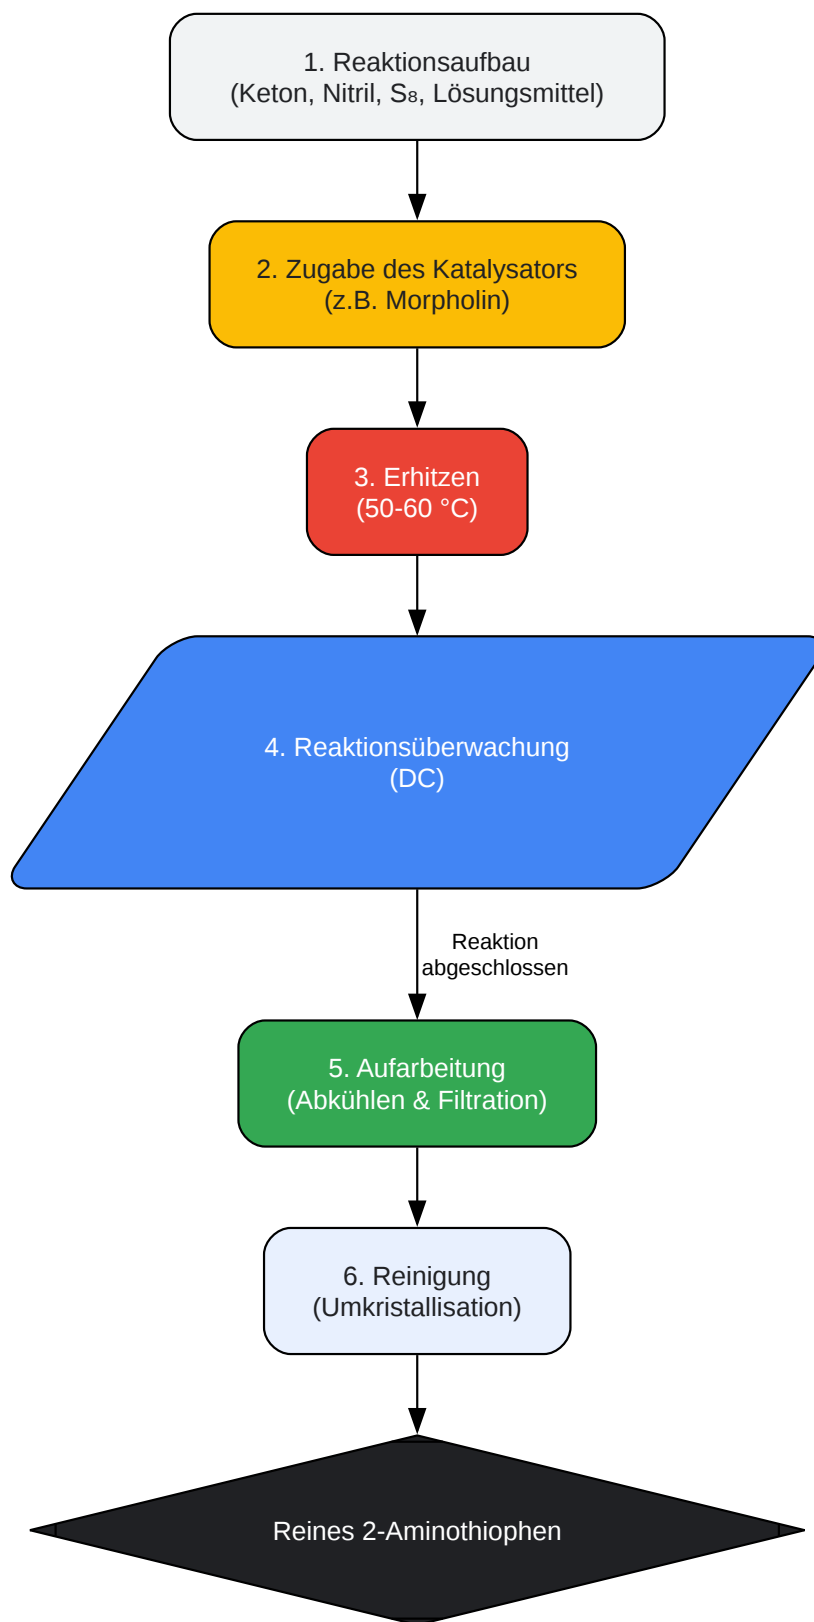 1. Reaktionsaufbau
(Keton, Nitril, S₈, Lösungsmittel)
2. Zugabe des Katalysators
(z.B. Morpholin)
3. Erhitzen
(50-60 °C)
4. Reaktionsüberwachung
(DC)
Reaktion
abgeschlossen
5. Aufarbeitung
(Abkühlen & Filtration)
6. Reinigung
(Umkristallisation)
Reines 2-Aminothiophen